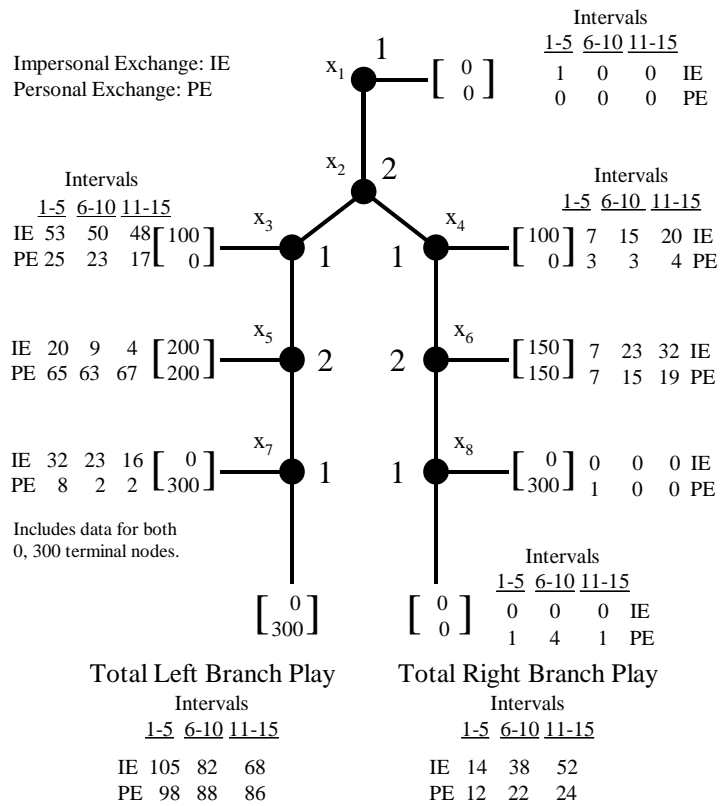 Intervals
1-5 6-10 11-15
1 0 0 IE
0 0 0 PE
Impersonal Exchange: IE
Personal Exchange: PE
x1 1
[0
0]
x2 2
Intervals
1-5 6-10 11-15
IE 53 50 48
PE 25 23 17
[100
0]
x3 1
Intervals
1-5 6-10 11-15
x4 1
[100
0]
7 15 20 IE
3 3 4 PE
IE 20 9 4
PE 65 63 67
[200
200]
x5 2
x6 2
[150
150]
7 23 32 IE
7 15 19 PE
IE 32 23 16
PE 8 2 2
[0
300]
x7 1
x8 1
[0
300]
0 0 0 IE
1 0 0 PE
Includes data for both
0, 300 terminal nodes.
[0
300]
[0
0]
Intervals
1-5 6-10 11-15
0 0 0 IE
1 4 1 PE
Total Left Branch Play
Intervals
1-5 6-10 11-15
IE 105 82 68
PE 98 88 86
Total Right Branch Play
Intervals
1-5 6-10 11-15
IE 14 38 52
PE 12 22 24